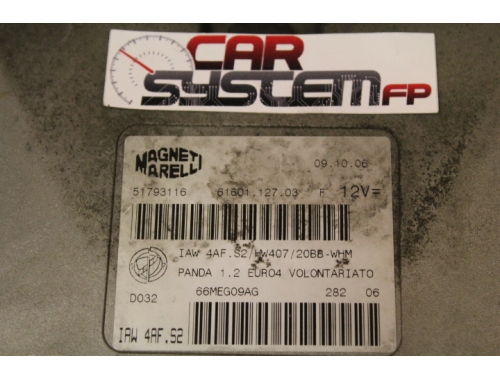 CAR
SYSTEM FP
MAGNETI
MARELLI
09.10.06
51793116 61601.127.03 F 12V=
IAW 4AF.S2/HW407/20BB-WHM
PANDA 1.2 EURO4 VOLONTARIATO
D032 66MEG09AG 282 06
IAW 4AF.S2